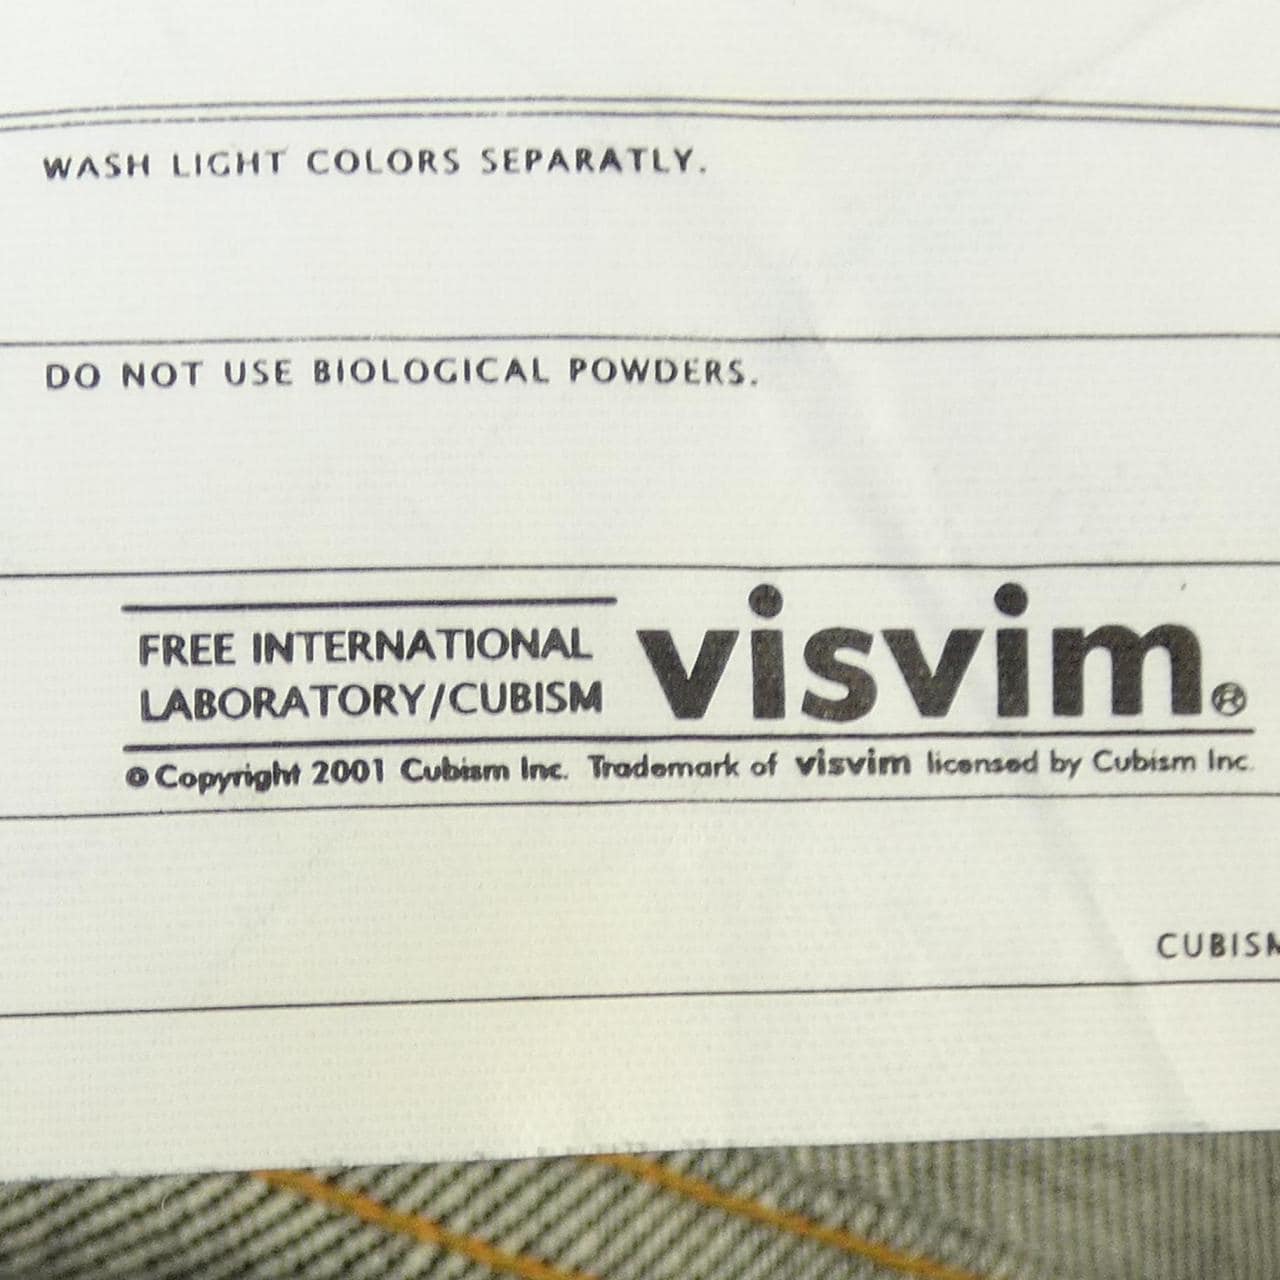 WASH LIGHT COLORS SEPARATLY.
DO NOT USE BIOLOGICAL POWDERS.
FREE INTERNATIONAL
LABORATORY/CUBISM
visvim®
© Copyright 2001 Cubism Inc. Trademark of visvim licensed by Cubism Inc.
CUBISM